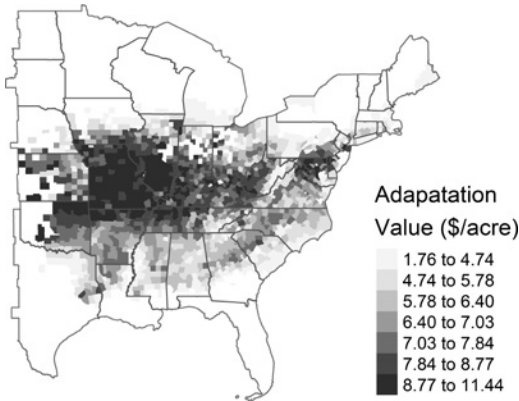 Adapatation
Value ($/acre)
1.76 to 4.74
4.74 to 5.78
5.78 to 6.40
6.40 to 7.03
7.03 to 7.84
7.84 to 8.77
8.77 to 11.44